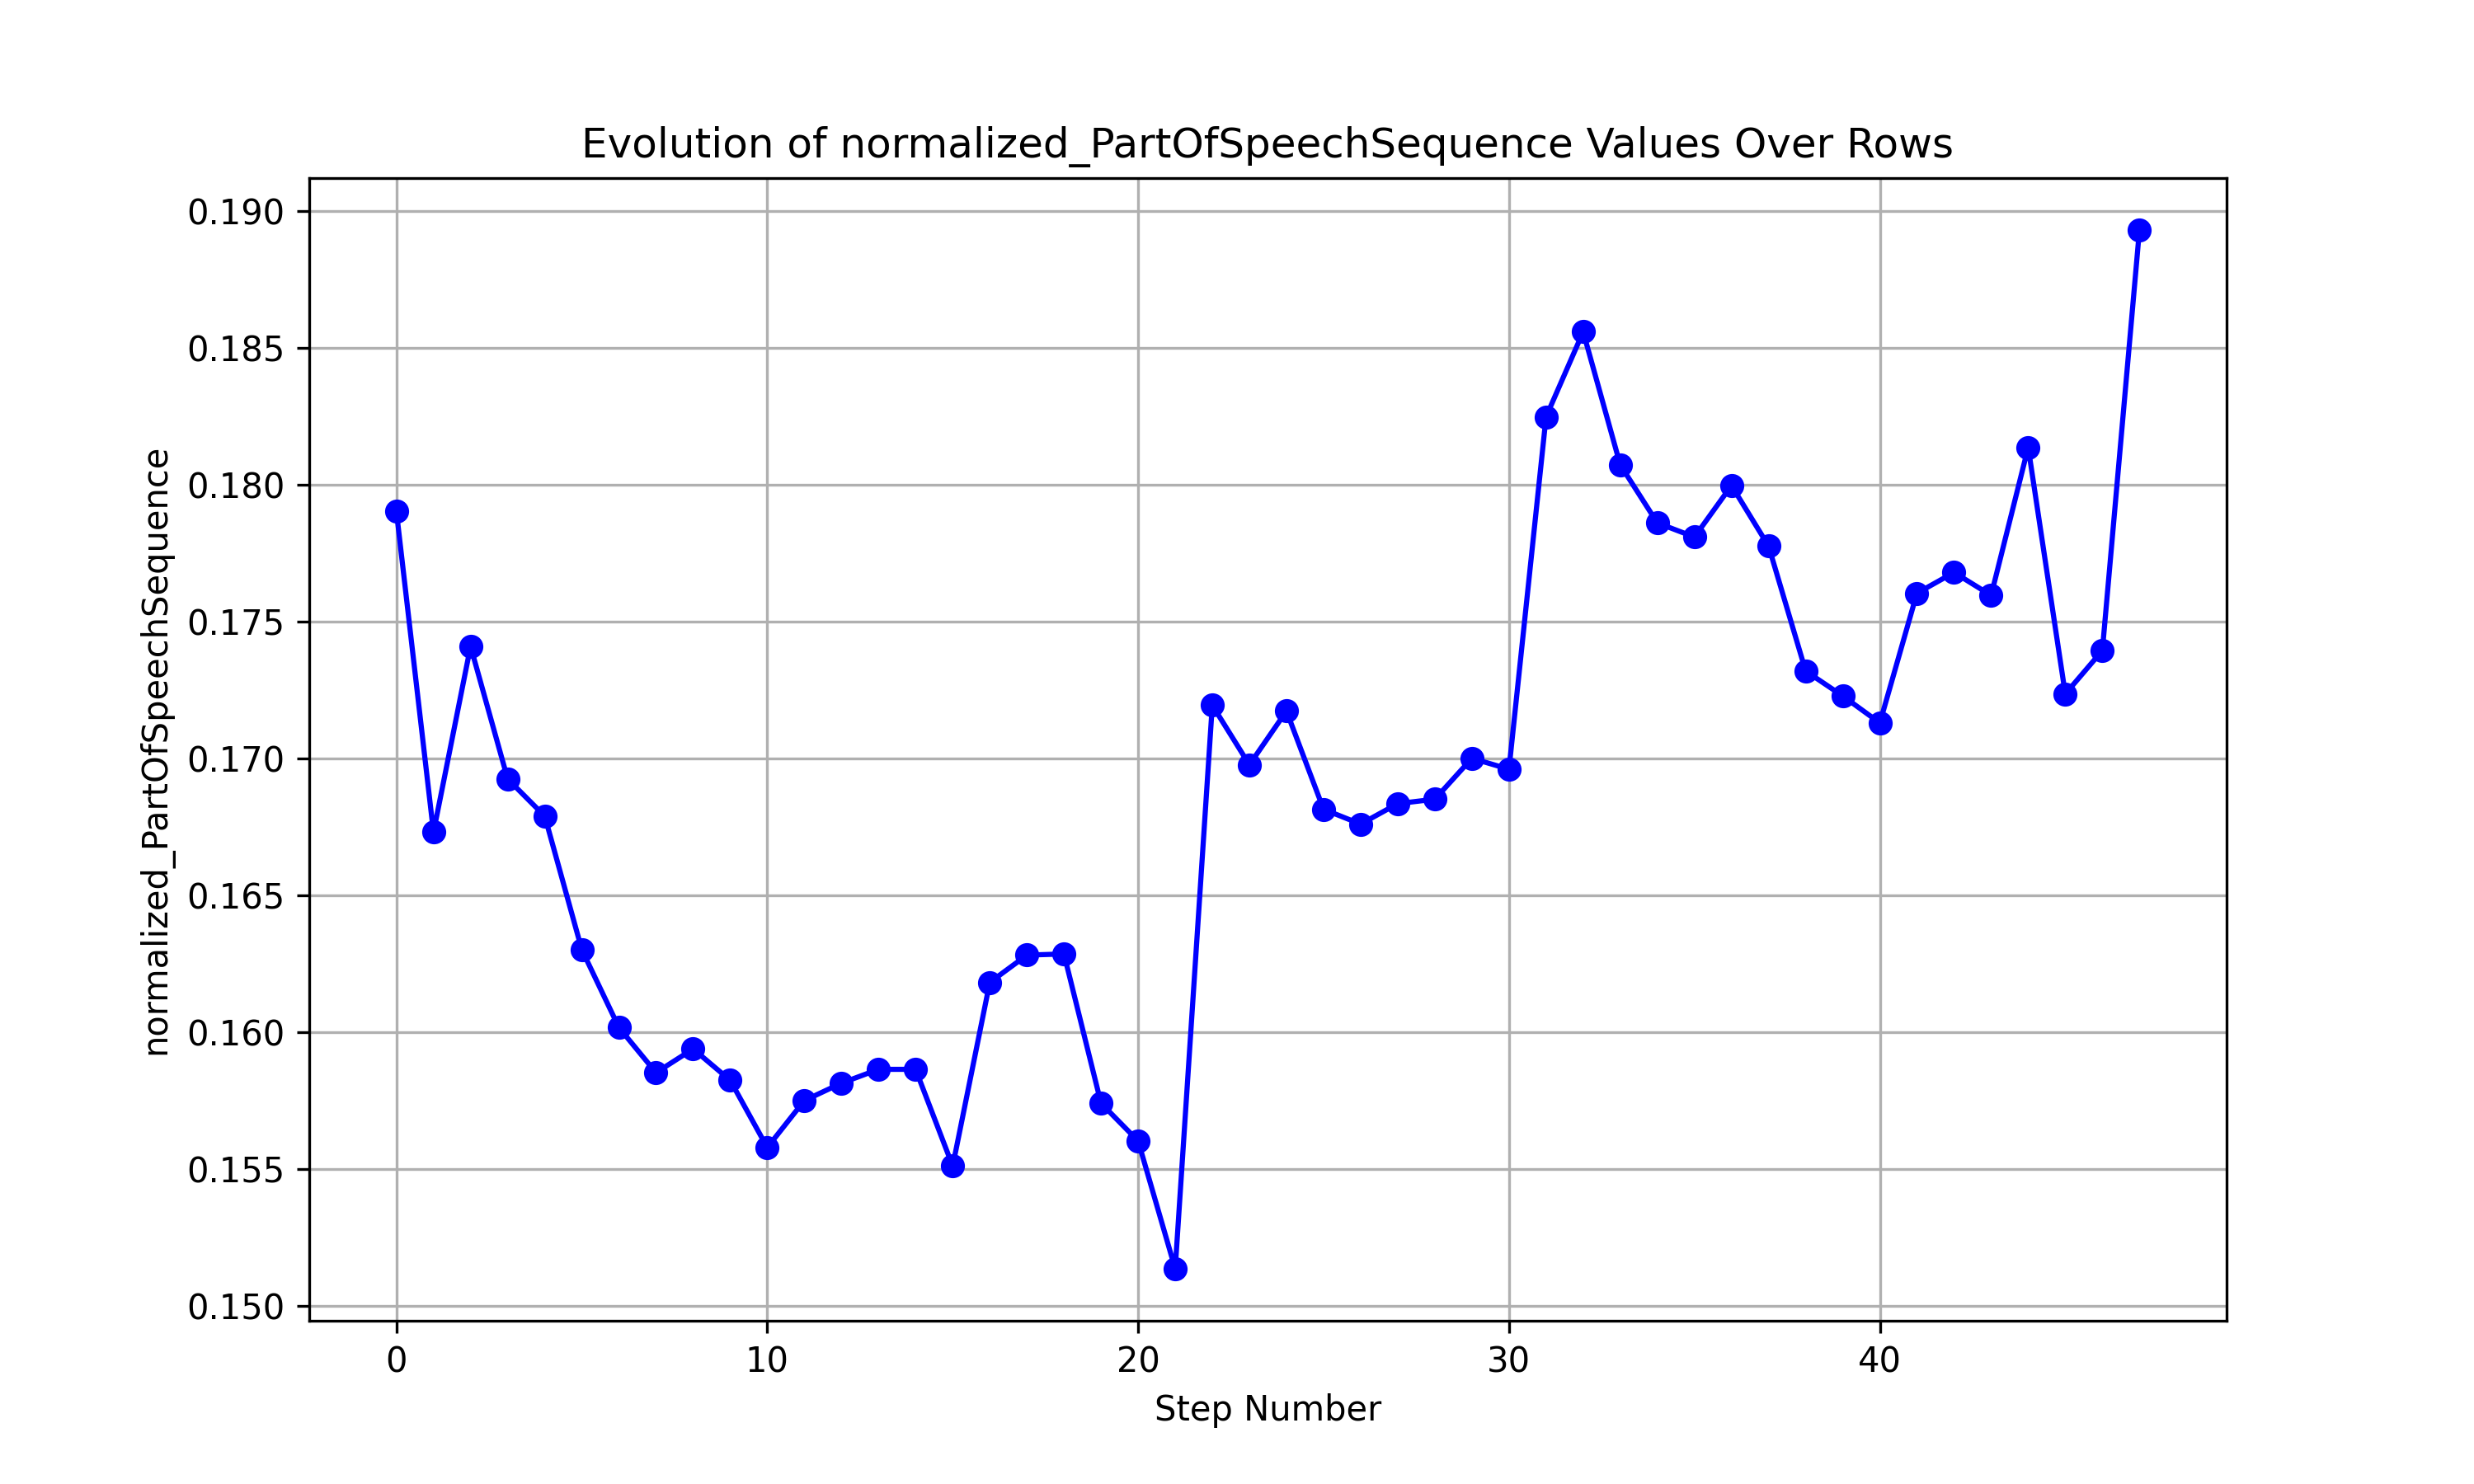 Evolution of normalized_PartOfSpeechSequence Values Over Rows
normalized_PartOfSpeechSequence
0.190
0.185
0.180
0.175
0.170
0.165
0.160
0.155
0.150
0 10 20 30 40
Step Number